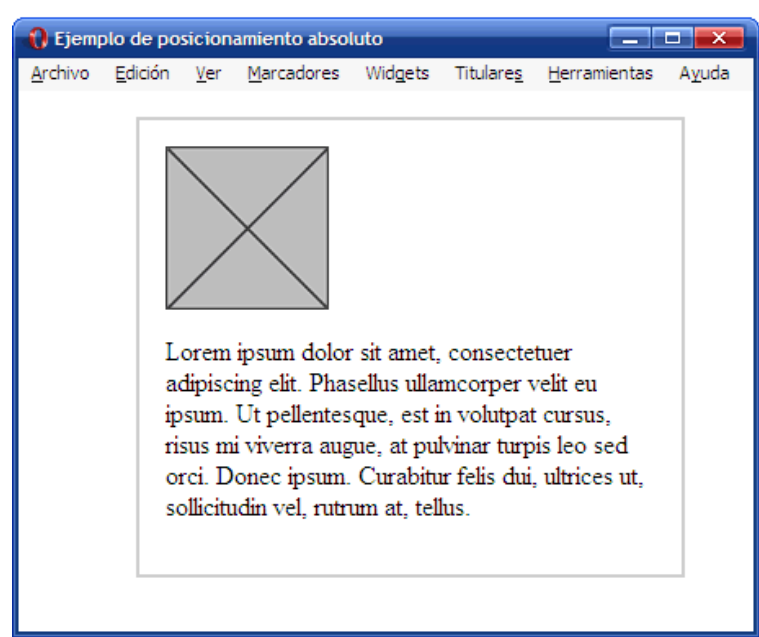 Ejemplo de posicionamiento absoluto
Archivo Edición Ver Marcadores Widgets Titulares Herramientas Ayuda
Lorem ipsum dolor sit amet, consectetuer
adipiscing elit. Phasellus ullamcorper velit eu
ipsum. Ut pellentesque, est in volutpat cursus,
risus mi viverra augue, at pulvinar turpis leo sed
orci. Donec ipsum. Curabitur felis dui, ultrices ut,
sollicitudin vel, rutrum at, tellus.